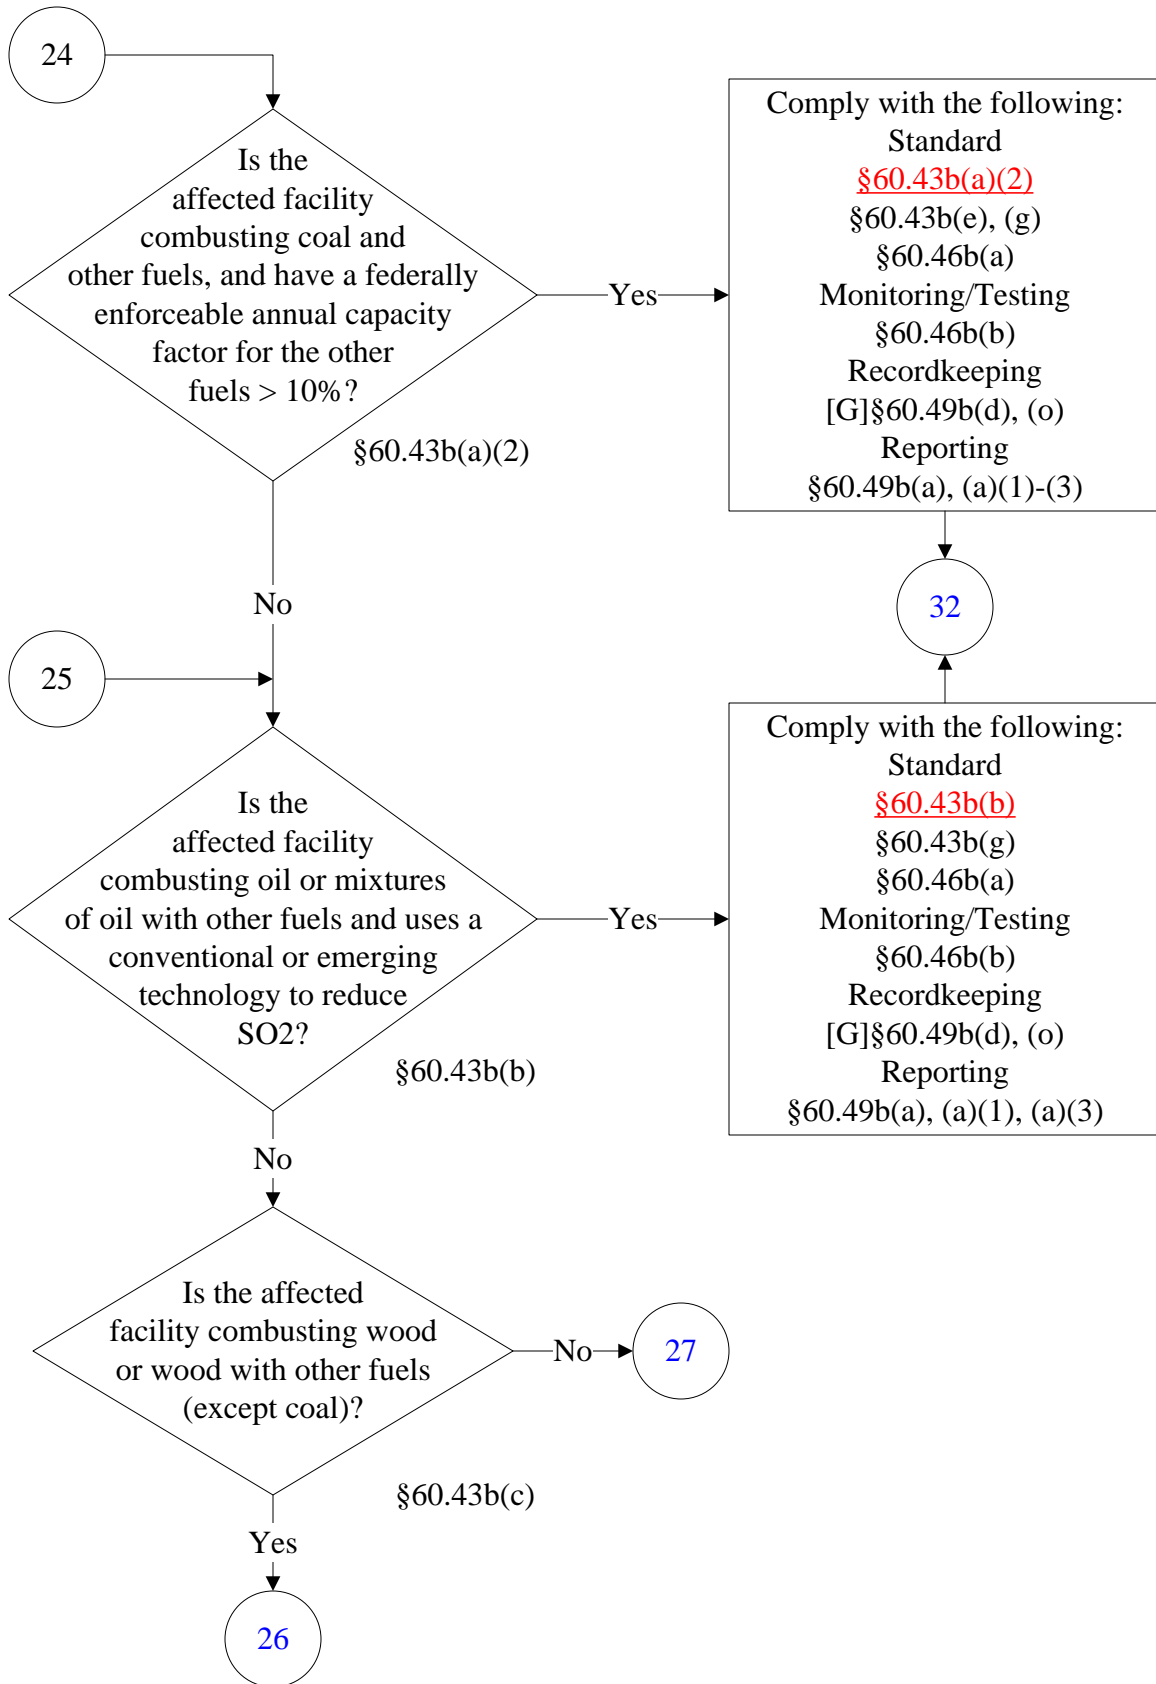 24
Is the
affected facility
combusting coal and
other fuels, and have a federally
enforceable annual capacity
factor for the other
fuels > 10%?
§60.43b(a)(2)
Yes
Comply with the following:
Standard
§60.43b(a)(2)
§60.43b(e), (g)
§60.46b(a)
Monitoring/Testing
§60.46b(b)
Recordkeeping
[G]§60.49b(d), (o)
Reporting
§60.49b(a), (a)(1)-(3)
No
32
25
Is the
affected facility
combusting oil or mixtures
of oil with other fuels and uses a
conventional or emerging
technology to reduce
SO2?
§60.43b(b)
Yes
Comply with the following:
Standard
§60.43b(b)
§60.43b(g)
§60.46b(a)
Monitoring/Testing
§60.46b(b)
Recordkeeping
[G]§60.49b(d), (o)
Reporting
§60.49b(a), (a)(1), (a)(3)
No
Is the affected
facility combusting wood
or wood with other fuels
(except coal)?
§60.43b(c)
No
27
Yes
26